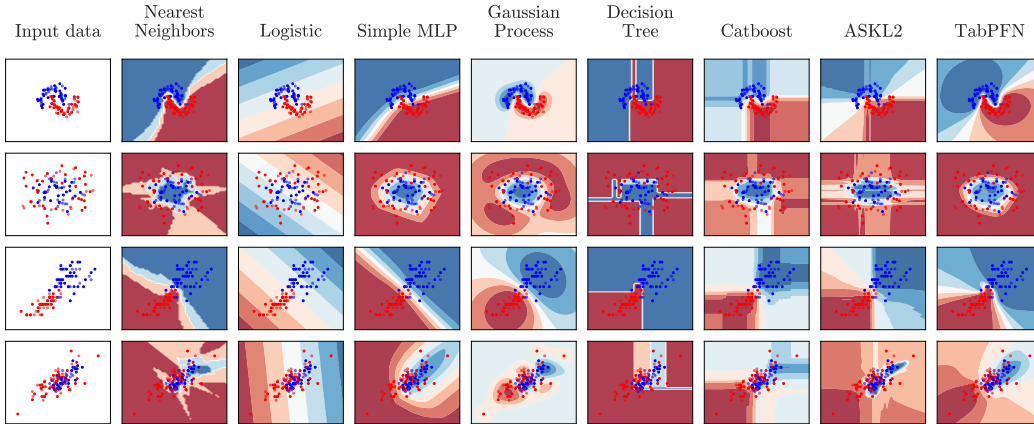 Input data
Nearest
Neighbors
Logistic
Simple MLP
Gaussian
Process
Decision
Tree
Catboost
ASKL2
TabPFN